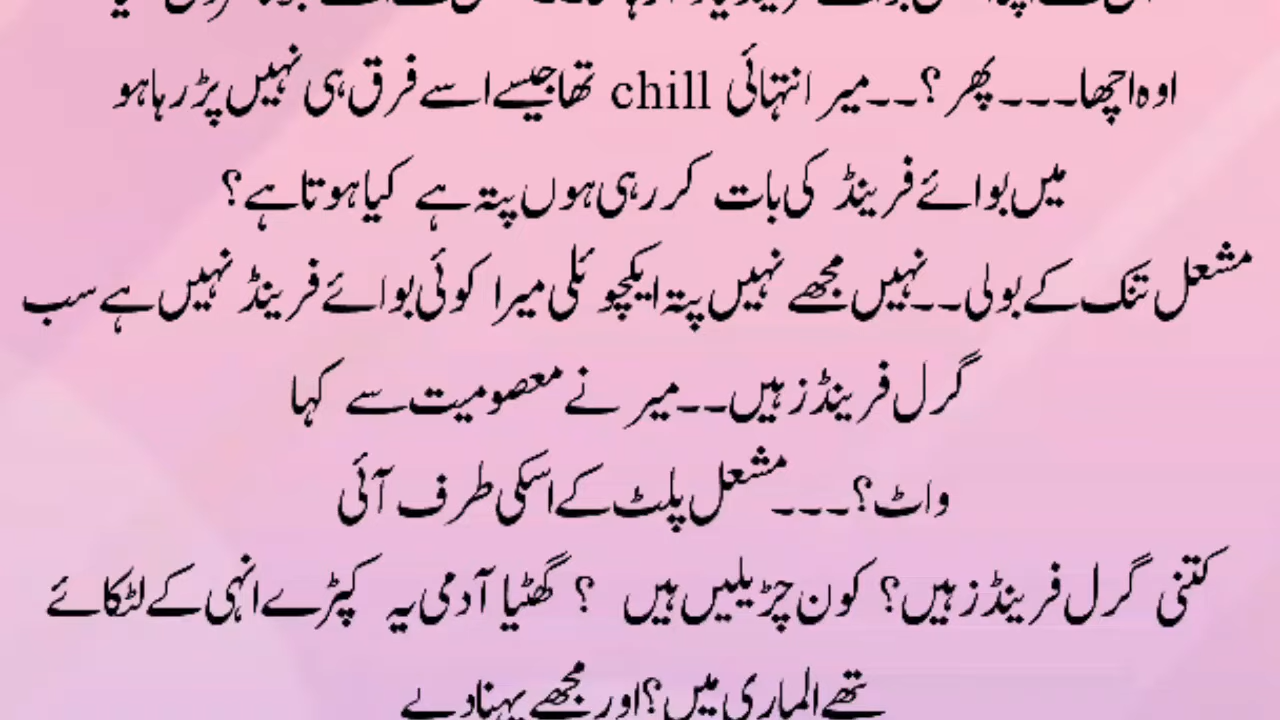 اوہ اچھا۔۔۔ پھر ؟۔۔میر انتہائی chill تھا جیسے اسے فرق ہی نہیں پڑ رہا ہو
میں بوائے فرینڈ کی بات کر رہی ہوں پتہ ہے کیا ہوتا ہے؟
مشعل تنک کے بولی۔۔نہیں مجھے نہیں پتہ ایکچوئلی میرا کوئی بوائے فرینڈ نہیں ہے سب
گرل فرینڈز ہیں۔۔میر نے معصومیت سے کہا
واٹ؟۔۔۔مشعل پلٹ کے اسکی طرف آئی
کتنی گرل فرینڈز ہیں؟ کون چڑیلیں ہیں ؟ گھٹیا آدمی یہ کپڑے انہی کے لٹکائے
تھے الماری میں؟اور مجھے پہنا دیے